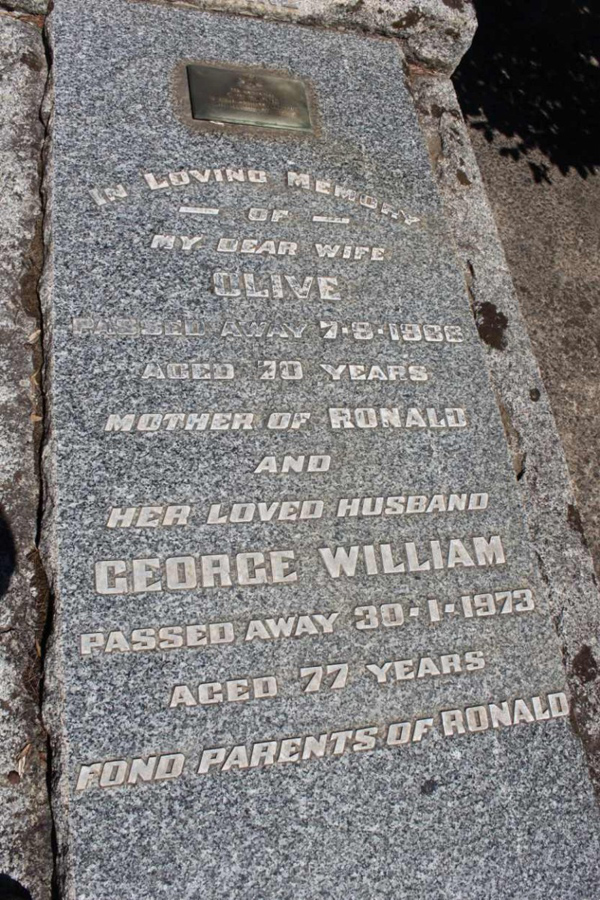 IN LOVING MEMORY
OF
MY DEAR WIFE
OLIVE
PASSED AWAY
AGED 70 YEARS
MOTHER OF RONALD
AND
HER LOVED HUSBAND
GEORGE WILLIAM
PASSED AWAY 30·1·1973
AGED 77 YEARS
FOND PARENTS OF RONALD